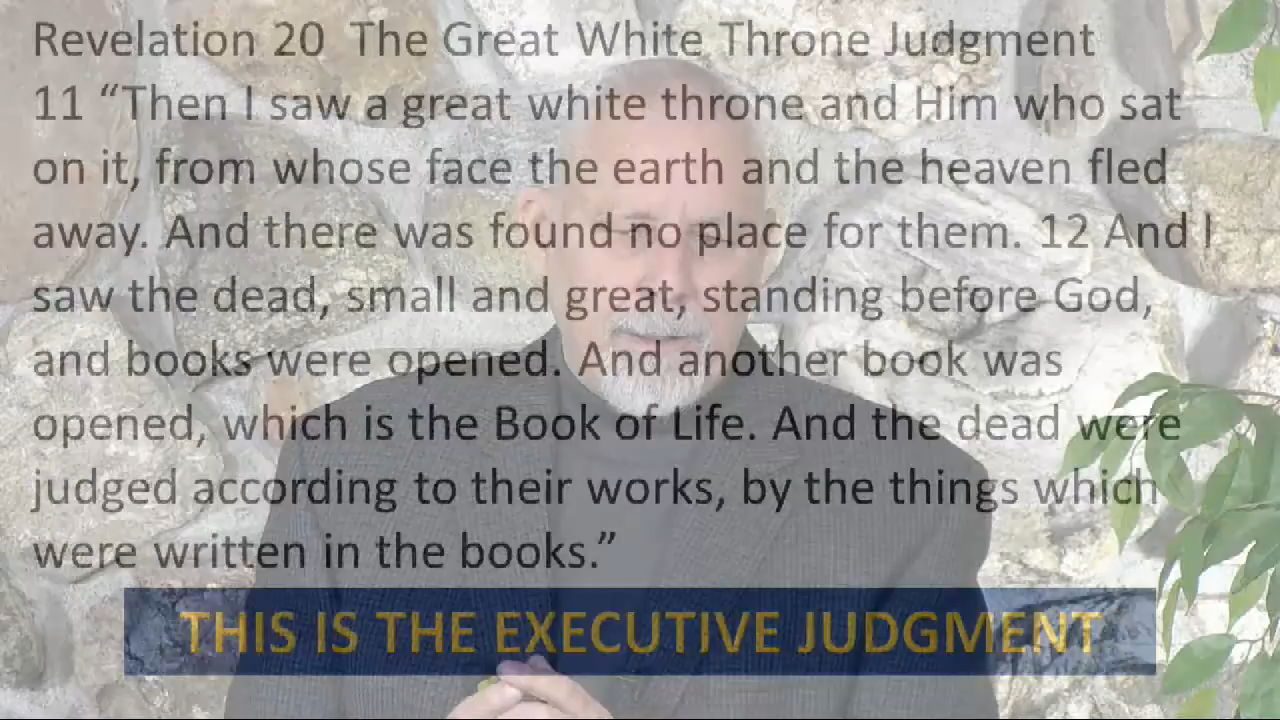 Revelation 20  The Great White Throne Judgment
11 “Then I saw a great white throne and Him who sat
on it, from whose face the earth and the heaven fled
away. And there was found no place for them. 12 And I
saw the dead, small and great, standing before God,
and books were opened. And another book was
opened, which is the Book of Life. And the dead were
judged according to their works, by the things which
were written in the books.”
THIS IS THE EXECUTIVE JUDGMENT